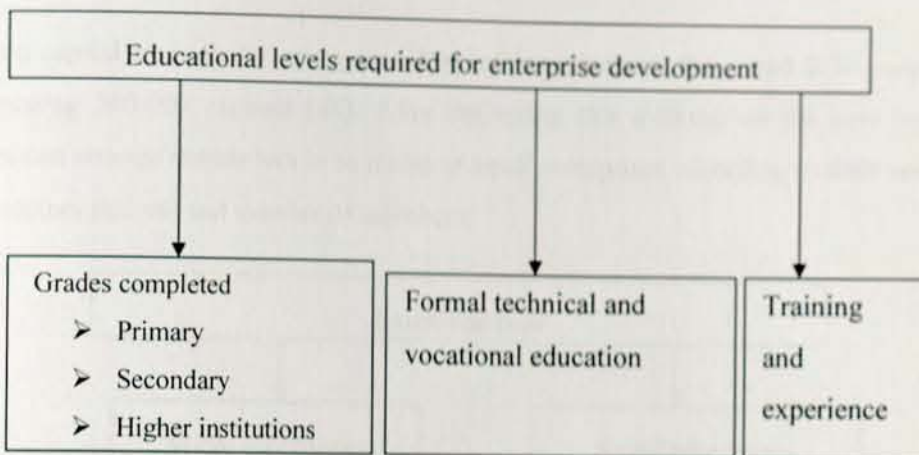 Educational levels required for enterprise development
Grades completed
➤ Primary
➤ Secondary
➤ Higher institutions
Formal technical and
vocational education
Training
and
experience